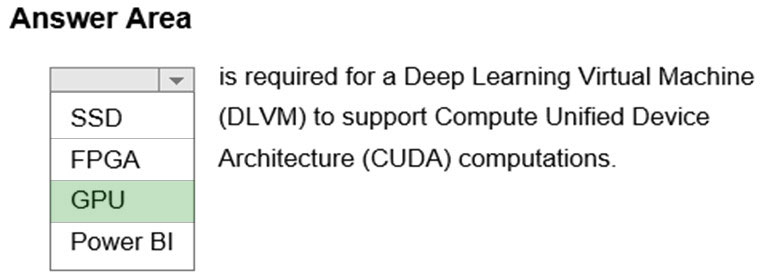 Answer Area
is required for a Deep Learning Virtual Machine
(DLVM) to support Compute Unified Device
Architecture (CUDA) computations.
SSD
FPGA
GPU
Power BI